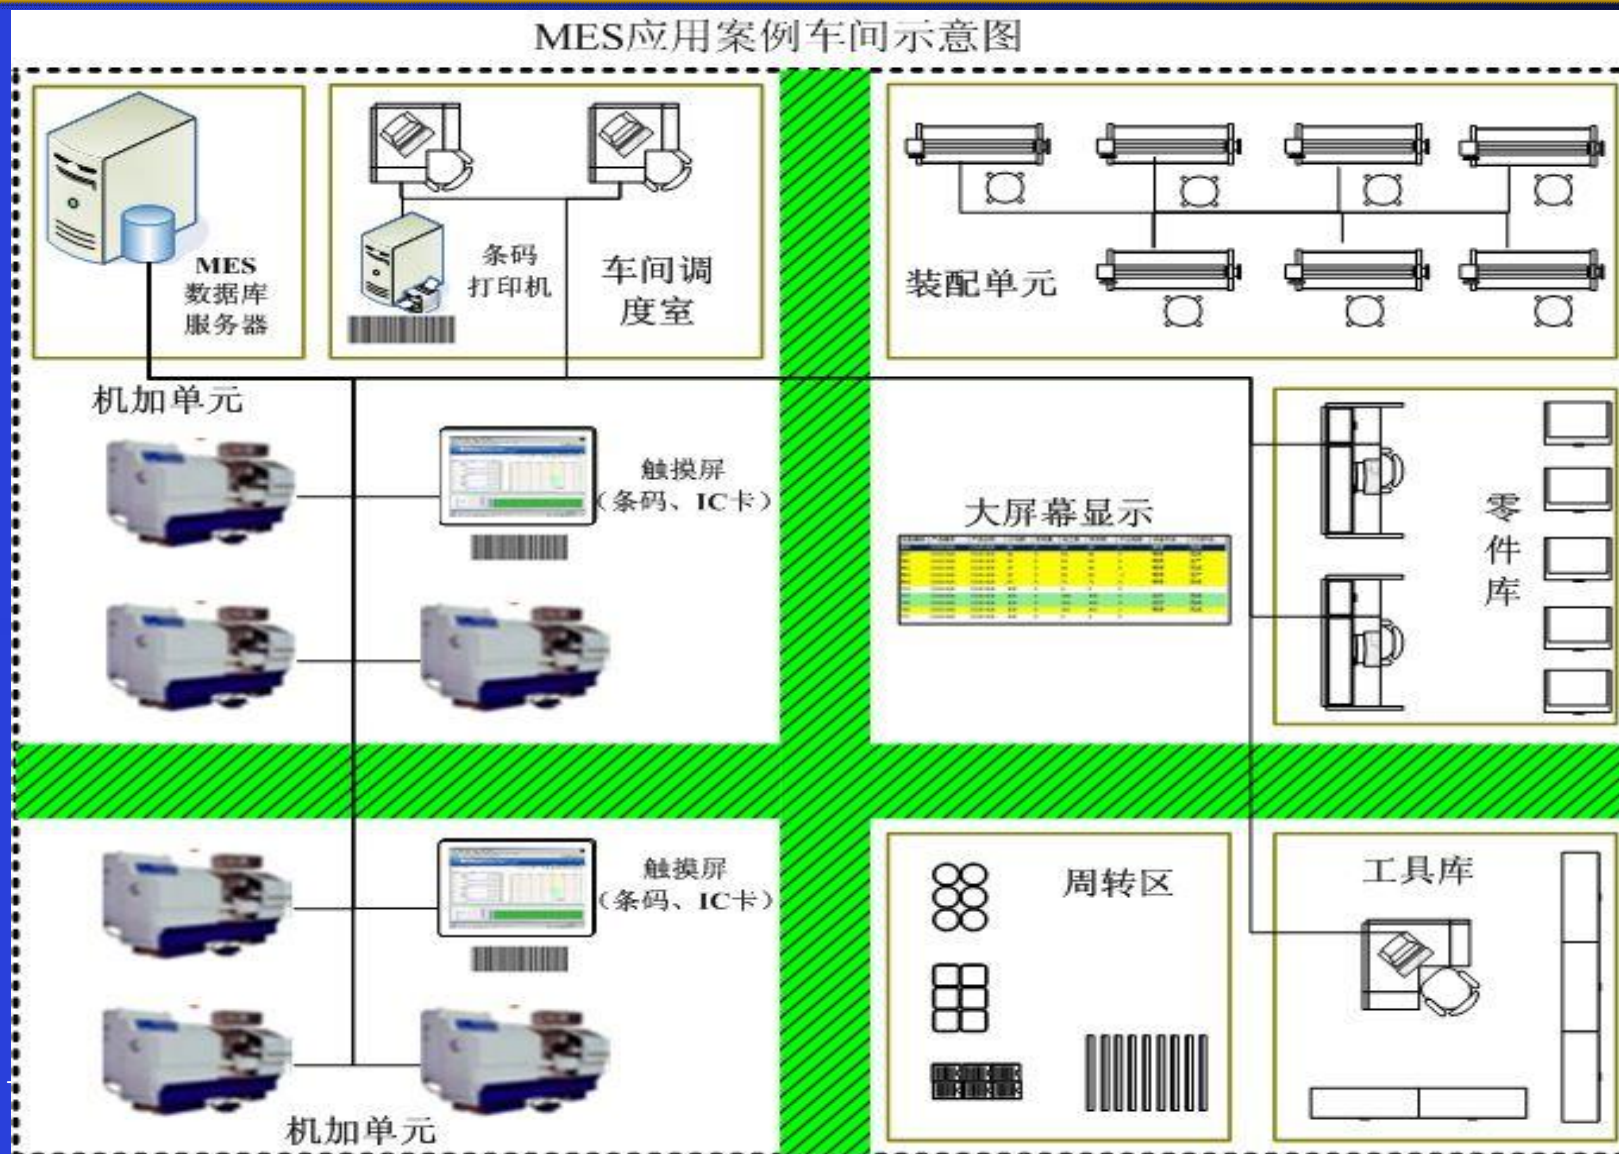 MES应用案例车间示意图
MES
数据库
服务器
条码
打印机
车间调
度室
装配单元
机加单元
触摸屏
（条码、IC卡）
大屏幕显示
零
件
库
触摸屏
（条码、IC卡）
周转区
工具库
机加单元